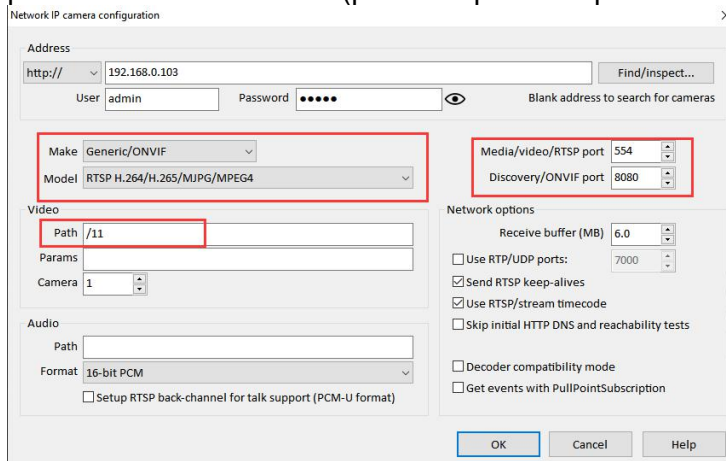 Network IP camera configuration
Address
http:// 192.168.0.103 Find/inspect...
User admin Password ●●●●● Blank address to search for cameras
Make Generic/ONVIF Media/video/RTSP port 554
Model RTSP H.264/H.265/MJPG/MPEG4 Discovery/ONVIF port 8080
Video Network options
Path /11 Receive buffer (MB) 6.0
Params Use RTP/UDP ports: 7000
Camera 1 Send RTSP keep-alives
Use RTSP/stream timecode
Audio Skip initial HTTP DNS and reachability tests
Path
Format 16-bit PCM Decoder compatibility mode
Setup RTSP back-channel for talk support (PCM-U format) Get events with PullPointSubscription
OK Cancel Help